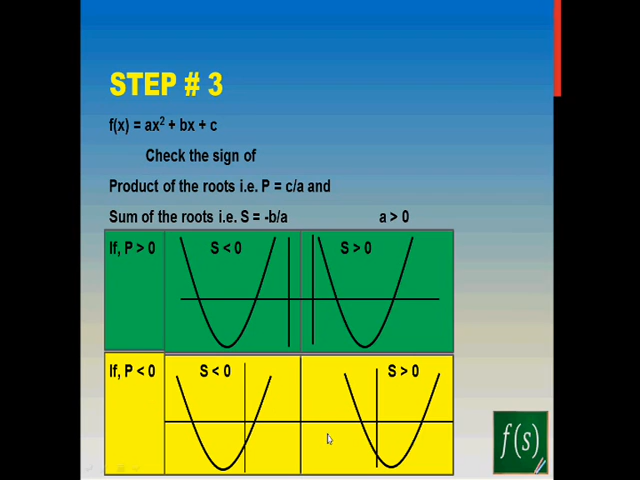 STEP # 3
f(x) = ax² + bx + c
Check the sign of
Product of the roots i.e. P = c/a and
Sum of the roots i.e. S = -b/a a > 0
If, P > 0 S < 0 S > 0
If, P < 0 S < 0 S > 0
f(s)